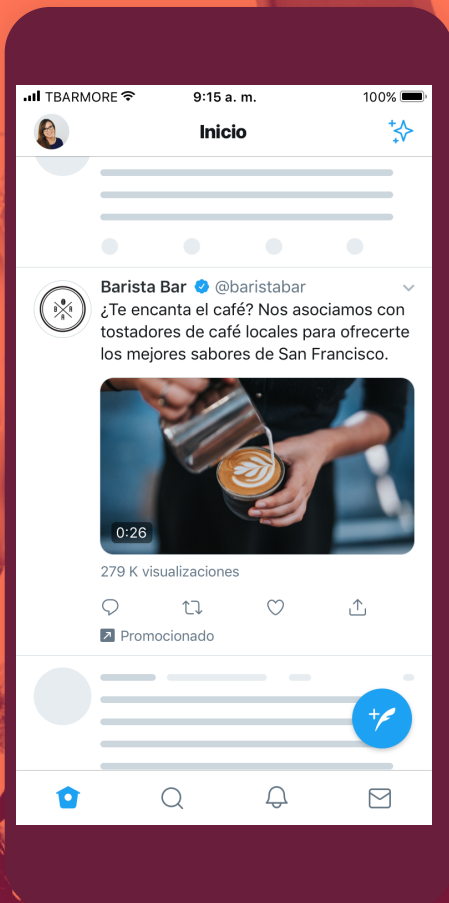 TBARMORE 9:15 a. m. 100%
Inicio
Barista Bar @baristabar
¿Te encanta el café? Nos asociamos con
tostadores de café locales para ofrecerte
los mejores sabores de San Francisco.
0:26
279 K visualizaciones
Promocionado